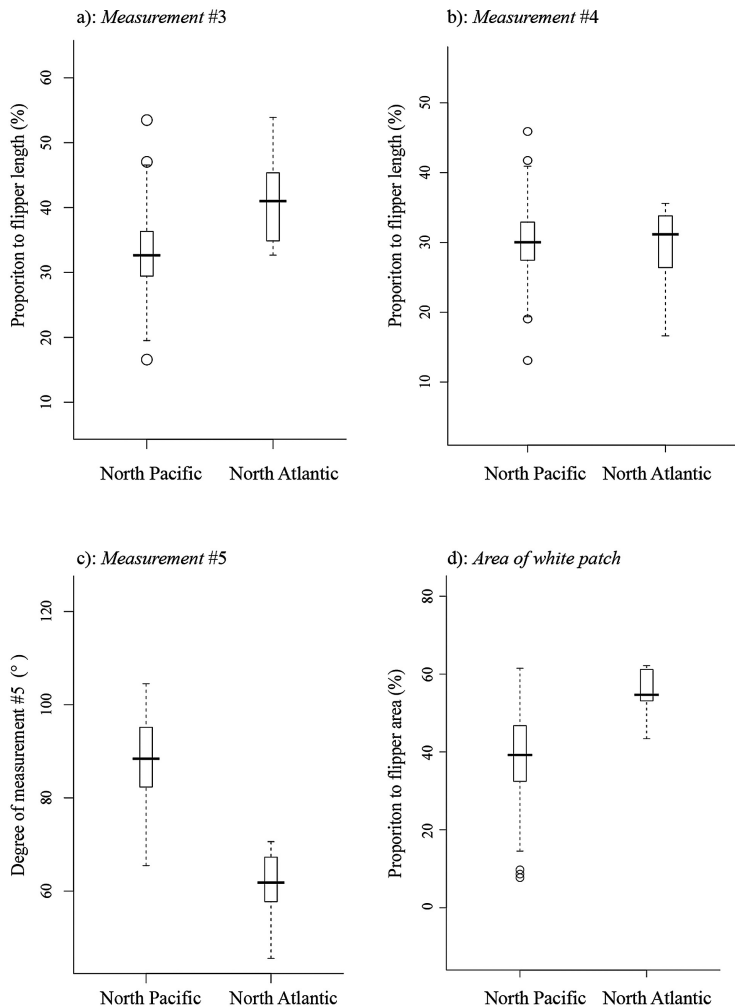 a): Measurement #3
Proporiton to flipper length (%)
60
50
40
30
20
10
North Pacific
North Atlantic
b): Measurement #4
Proporiton to flipper length (%)
50
40
30
20
10
North Pacific
North Atlantic
c): Measurement #5
Degree of measurement #5 (° )
120
100
80
60
North Pacific
North Atlantic
d): Area of white patch
Proporiton to flipper area (%)
80
60
40
20
0
North Pacific
North Atlantic